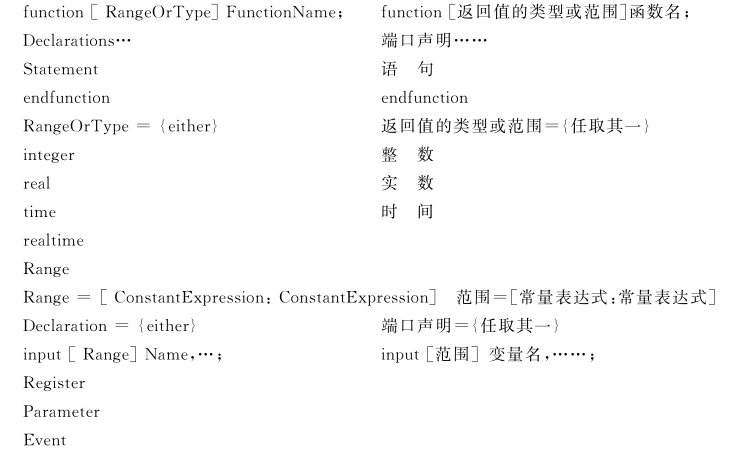 function [ RangeOrType] FunctionName; function [返回值的类型或范围]函数名;
Declarations… 端口声明……
Statement 语 句
endfunction endfunction
RangeOrType = {either} 返回值的类型或范围={任取其一}
integer 整 数
real 实 数
time 时 间
realtime
Range
Range = [ ConstantExpression: ConstantExpression] 范围=[常量表达式:常量表达式]
Declaration = {either} 端口声明={任取其一}
input [ Range] Name,…; input [范围] 变量名,……;
Register
Parameter
Event